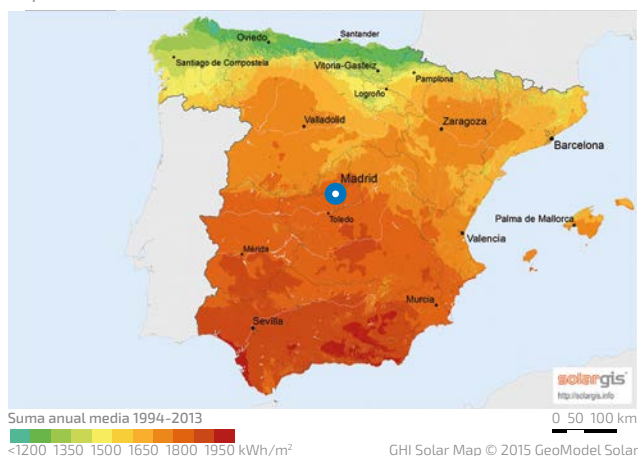 Oviedo
Santander
Santiago de Compostela
Vitoria-Gasteiz
Pamplona
Logroño
Valladolid
Zaragoza
Barcelona
Madrid
Toledo
Palma de Mallorca
Valencia
Mérida
Murcia
Sevilla
solargis
http://solargis.info
Suma anual media 1994-2013
0 50 100 km
<1200 1350 1500 1650 1800 1950 kWh/m²
GHI Solar Map © 2015 GeoModel Solar